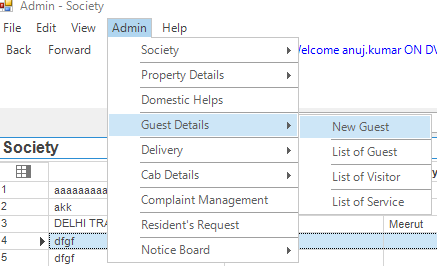 Admin - Society
File Edit View Admin Help
Back Forward Welcome anuj.kumar ON DV
Society
Property Details
Domestic Helps
Guest Details
New Guest
List of Guest
List of Visitor
List of Service
Delivery
Cab Details
Complaint Management
Resident's Request
Notice Board
Society
1 aaaaaaaaa
2 akk
3 DELHI TRA Meerut
4 dfgf
5 dfgf